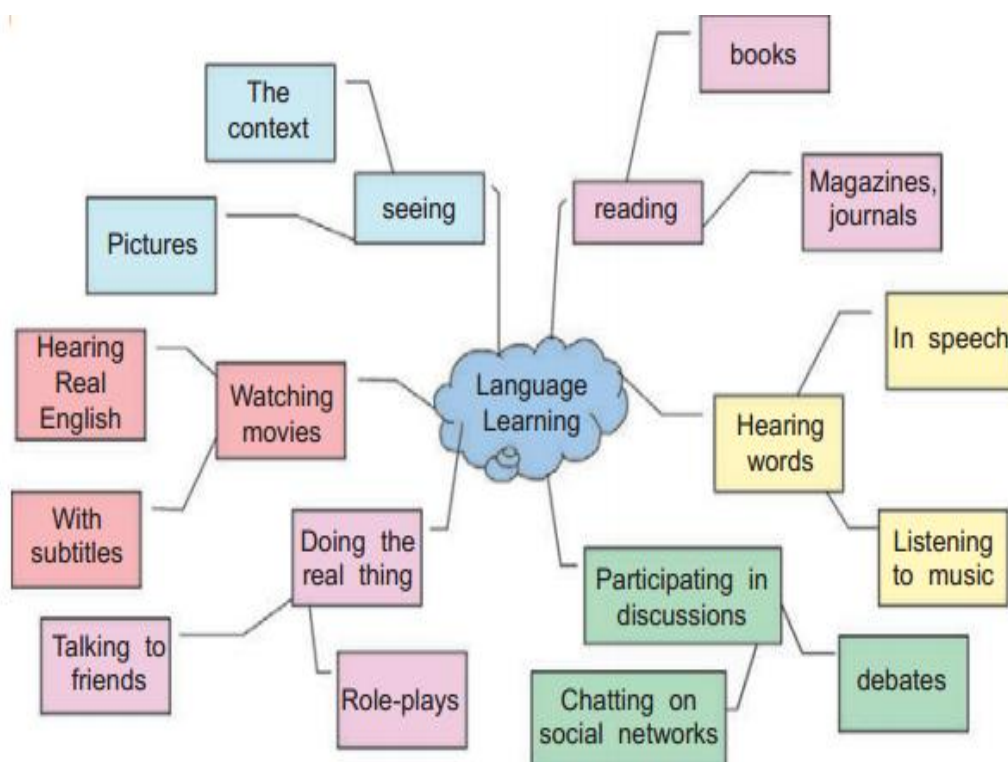 books
The
context
Magazines,
journals
seeing
reading
Pictures
In speech
Hearing
Real
English
Watching
movies
Language
Learning
Hearing
words
With
subtitles
Doing the
real thing
Participating in
discussions
Listening
to music
Talking to
friends
Role-plays
Chatting on
social networks
debates